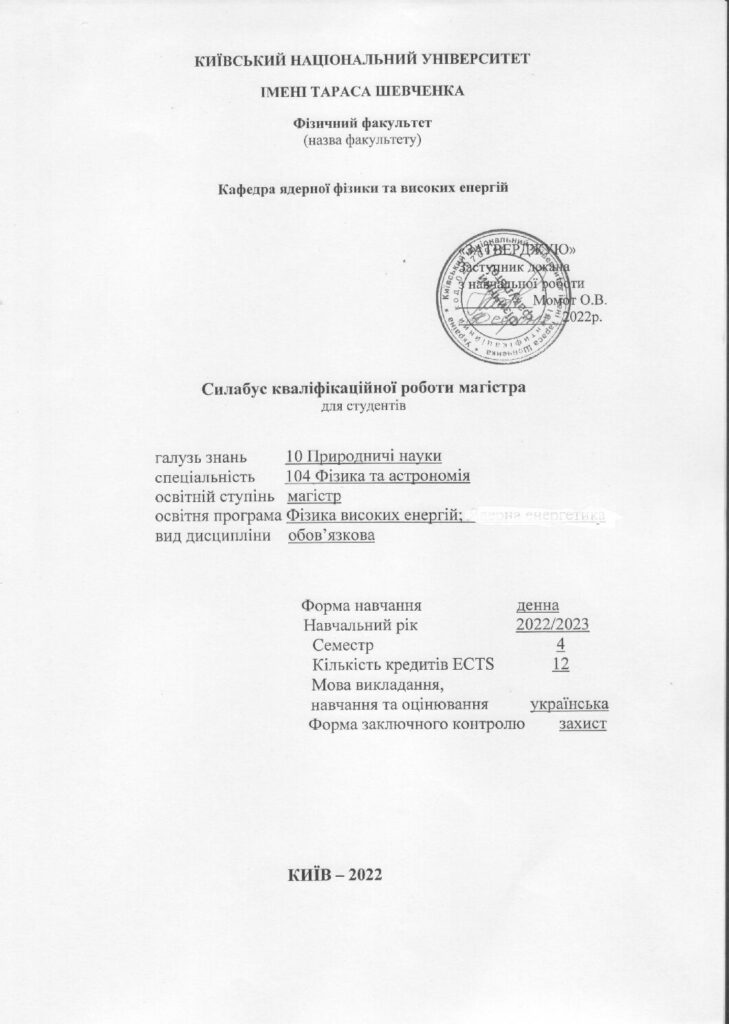 КИЇВСЬКИЙ НАЦІОНАЛЬНИЙ УНІВЕРСИТЕТ
ІМЕНІ ТАРАСА ШЕВЧЕНКА
Фізичний факультет
(назва факультету)
Кафедра ядерної фізики та високих енергій
«ЗАТВЕРДЖУЮ»
Заступник декана
з навчальної роботи
Момот О.В.
2022р.
Силабус кваліфікаційної роботи магістра
для студентів
галузь знань 10 Природничі науки
спеціальність 104 Фізика та астрономія
освітній ступінь магістр
освітня програма Фізика високих енергій; Ядерна енергетика
вид дисципліни обов’язкова
Форма навчання денна
Навчальний рік 2022/2023
Семестр 4
Кількість кредитів ECTS 12
Мова викладання,
навчання та оцінювання українська
Форма заключного контролю захист
КИЇВ – 2022